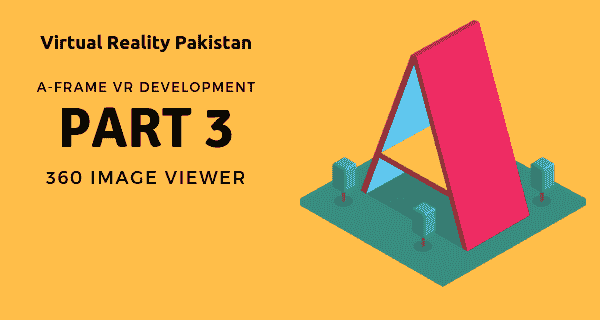 Virtual Reality Pakistan
A-FRAME VR DEVELOPMENT
PART 3
360 IMAGE VIEWER